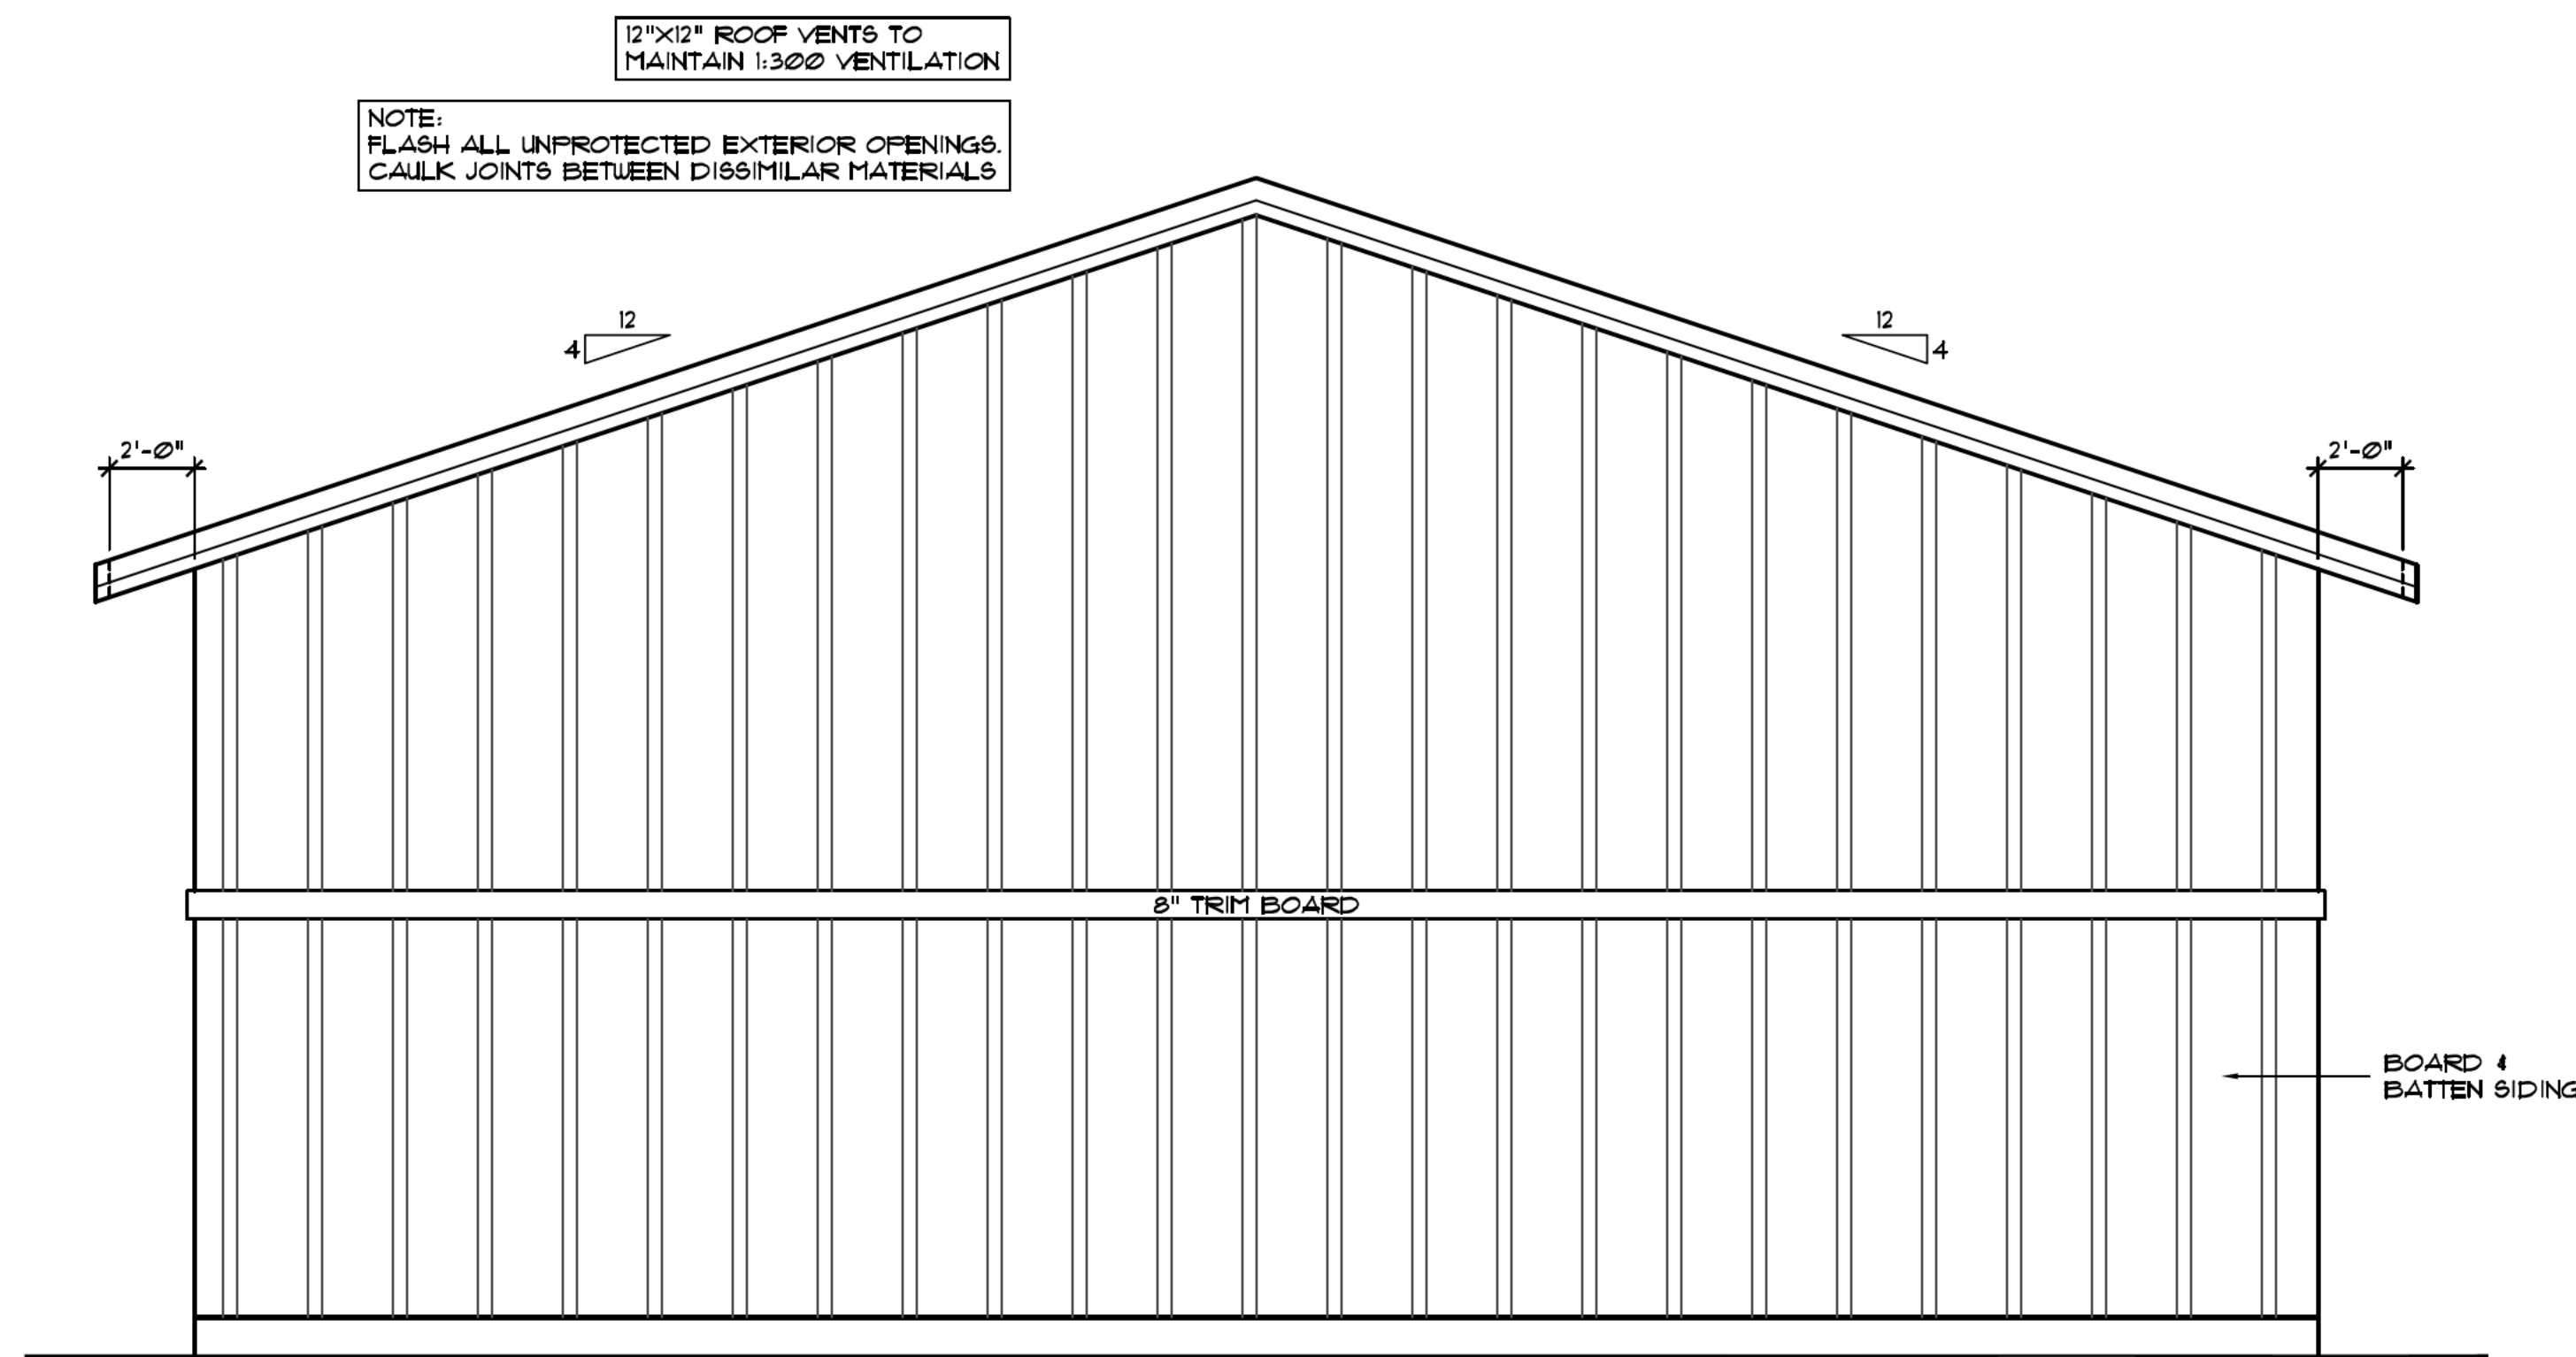 12"X12" ROOF VENTS TO
MAINTAIN 1:300 VENTILATION
NOTE:
FLASH ALL UNPROTECTED EXTERIOR OPENINGS.
CAULK JOINTS BETWEEN DISSIMILAR MATERIALS
12
4
12
4
2'-0"
2'-0"
8" TRIM BOARD
BOARD &
BATTEN SIDING